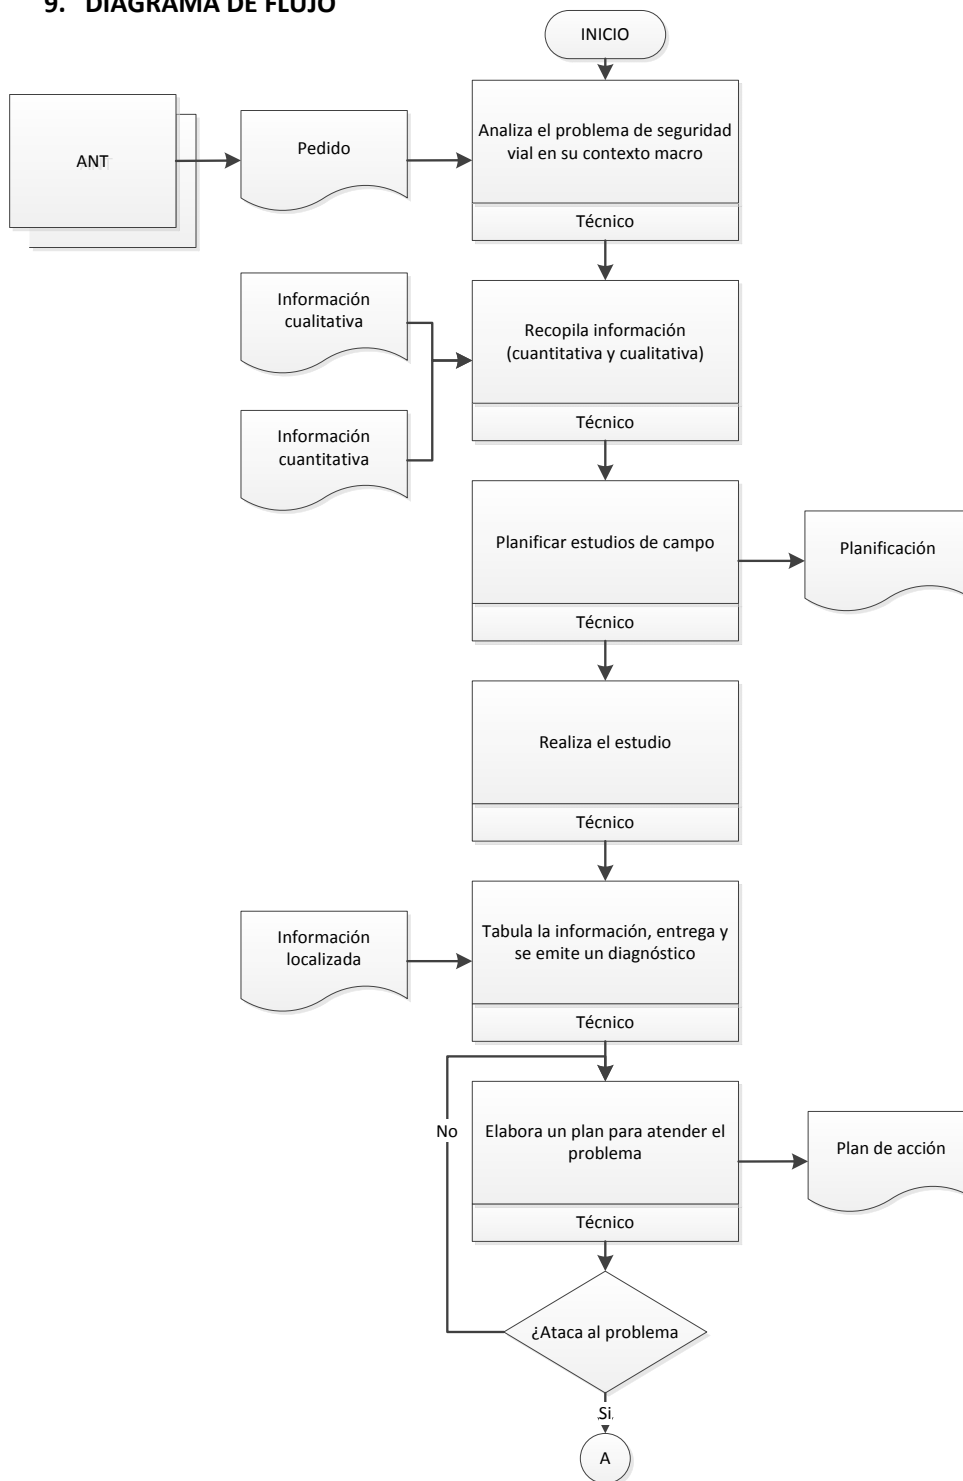 9. DIAGRAMA DE FLUJO
INICIO
ANT
Pedido
Analiza el problema de seguridad
vial en su contexto macro
Técnico
Información
cualitativa
Recopila información
(cuantitativa y cualitativa)
Técnico
Información
cuantitativa
Planificar estudios de campo
Técnico
Planificación
Realiza el estudio
Técnico
Información
localizada
Tabula la información, entrega y
se emite un diagnóstico
Técnico
No
Elabora un plan para atender el
problema
Técnico
Plan de acción
¿Ataca al problema
Si
A